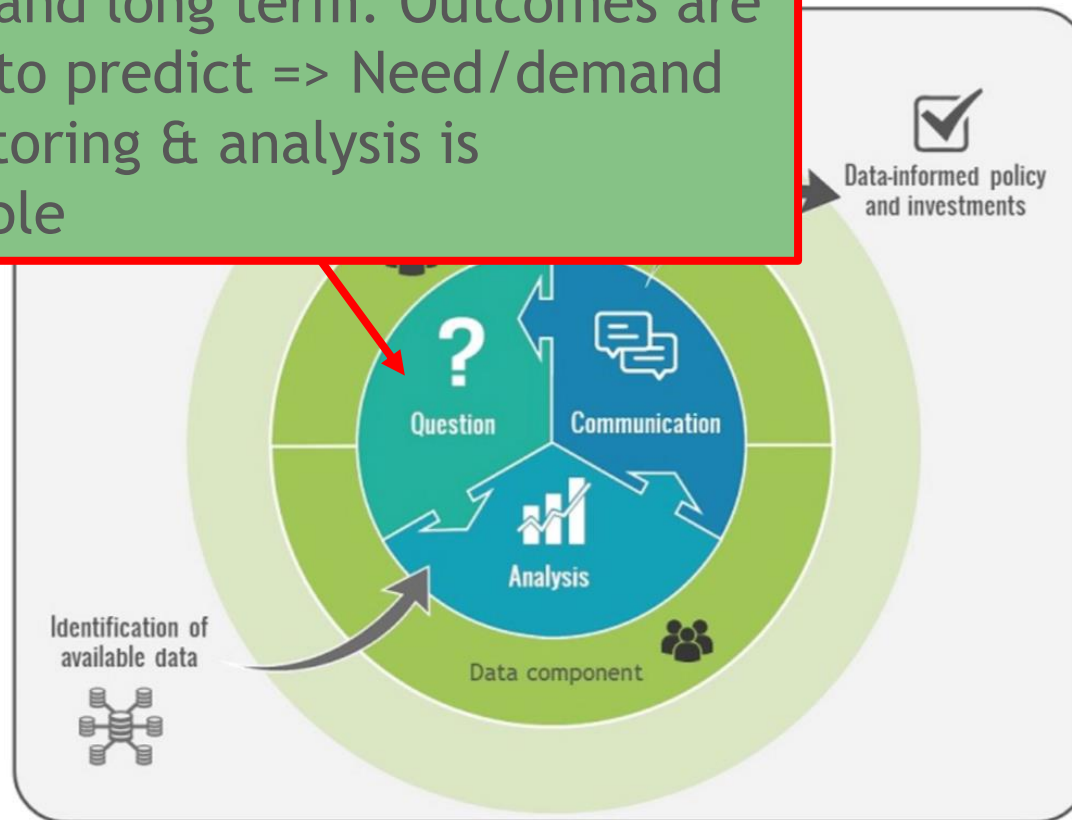 and long term. Outcomes are
to predict => Need/demand
toring & analysis is
ole
Data-informed policy
and investments
?
Question
Communication
Analysis
Identification of
available data
Data component